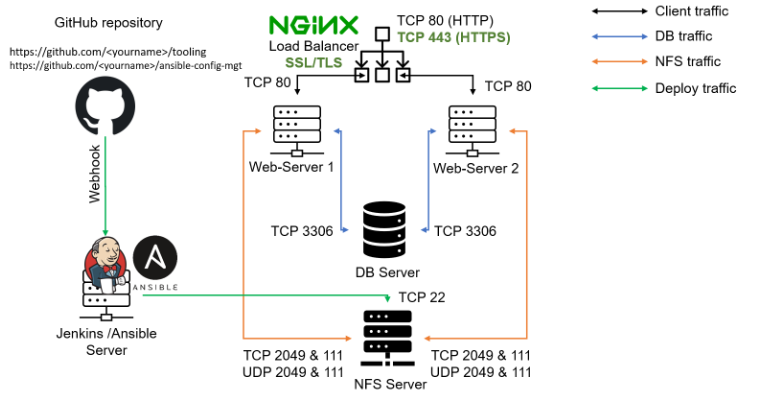 GitHub repository
https://github.com/<yourname>/tooling
https://github.com/<yourname>/ansible-config-mgt
NGINX
Load Balancer
SSL/TLS
TCP 80 (HTTP)
TCP 443 (HTTPS)
Client traffic
DB traffic
NFS traffic
Deploy traffic
TCP 80
TCP 80
Web-Server 1
Web-Server 2
Webhook
TCP 3306
TCP 3306
DB Server
ANSIBLE
Jenkins /Ansible
Server
TCP 22
TCP 2049 & 111
UDP 2049 & 111
TCP 2049 & 111
UDP 2049 & 111
NFS Server